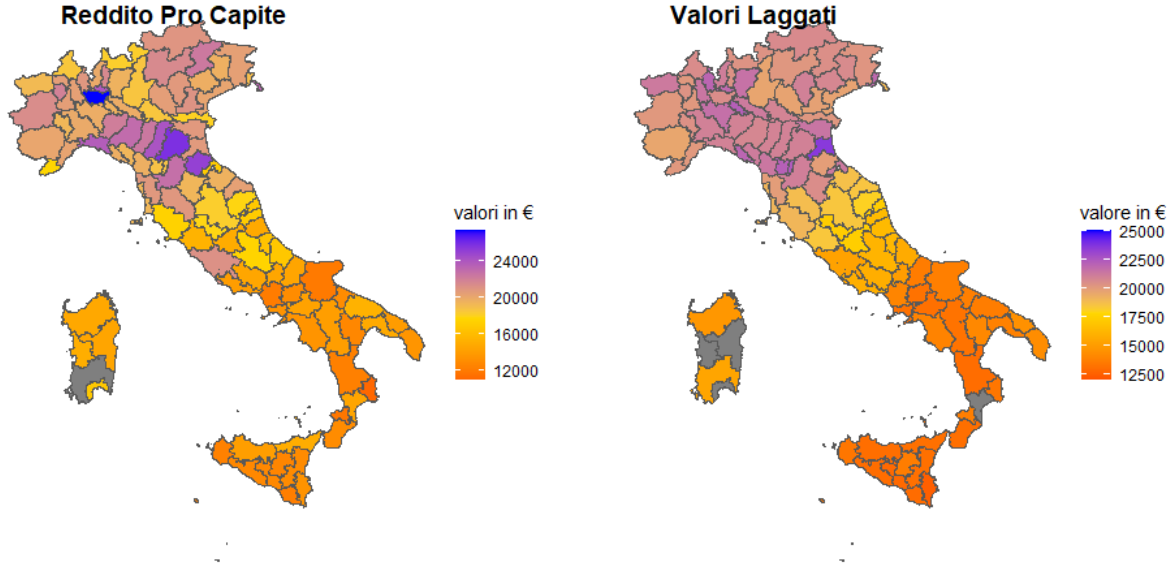 Reddito Pro Capite
Valori Laggati
valori in €
24000
20000
16000
12000
valore in €
25000
22500
20000
17500
15000
12500